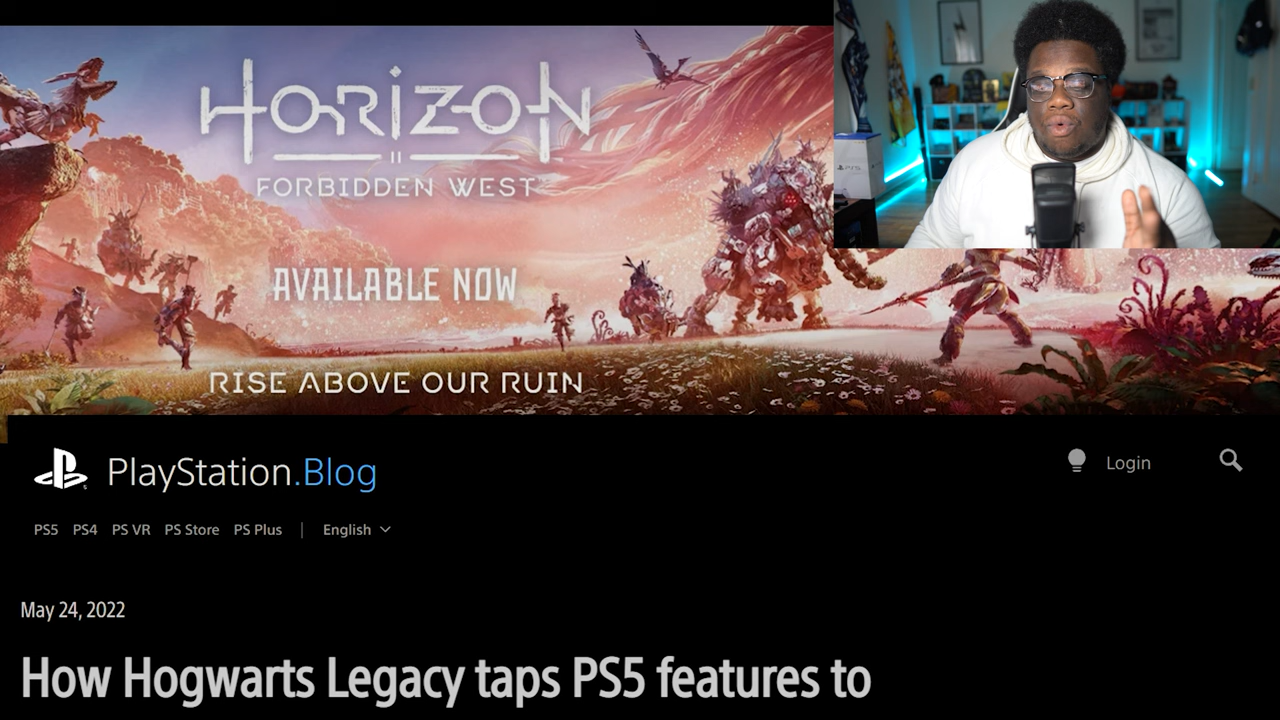 HORIZON
FORBIDDEN WEST
AVAILABLE NOW
RISE ABOVE OUR RUIN
PS5
PlayStation.Blog
Login
PS5 PS4 PS VR PS Store PS Plus | English
May 24, 2022
How Hogwarts Legacy taps PS5 features to